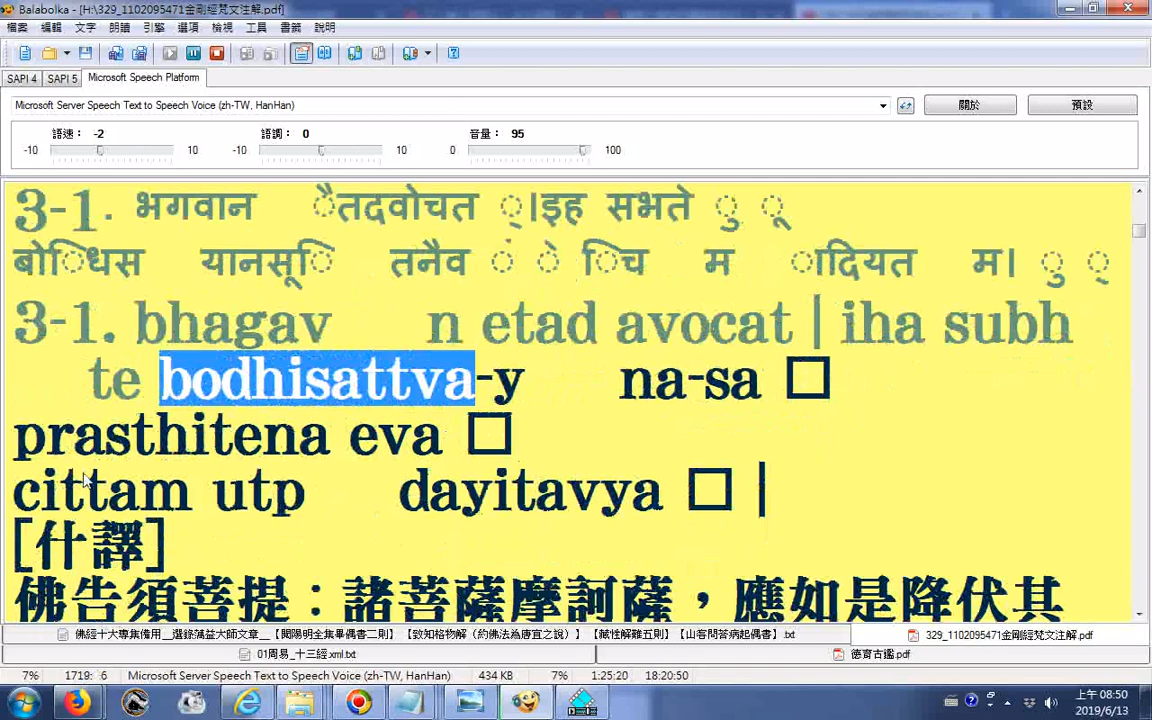 Balabolka - [H:\329_1102095471金剛經梵文注解.pdf]
檔案 編輯 文字 朗讀 引擎 選項 檢視 工具 書籤 說明
SAPI 4 SAPI 5 Microsoft Speech Platform
Microsoft Server Speech Text to Speech Voice (zh-TW, HanHan) 關於 預設
語速： -2 語調： 0 音量： 95
-10 10 -10 10 0 100
3-1. भगवान ैतदवोचत ्।इह सभते ु ू
बोिधस यानसि तनैव ं े िच म ादियत म। ु ्
3-1. bhagav n etad avocat | iha subh
te bodhisattva-y na-sa □
prasthitena eva □
cittam utp dayitavya □ |
[什譯]
佛告須菩提：諸菩薩摩訶薩，應如是降伏其
佛經十大專集備用__選錄蕅益大師文章__【閱陽明全集畢偶書二則】【致知格物解（約佛法為唐宜之說）】【藏性解難五則】【山客問答病起偶書】.txt 329_1102095471金剛經梵文注解.pdf
01周易_十三經.xml.txt 德育古鑑.pdf
7% 1719: 6 Microsoft Server Speech Text to Speech Voice (zh-TW, HanHan) 434 KB 7% 1:25:20 18:20:50
上午 08:50
2019/6/13